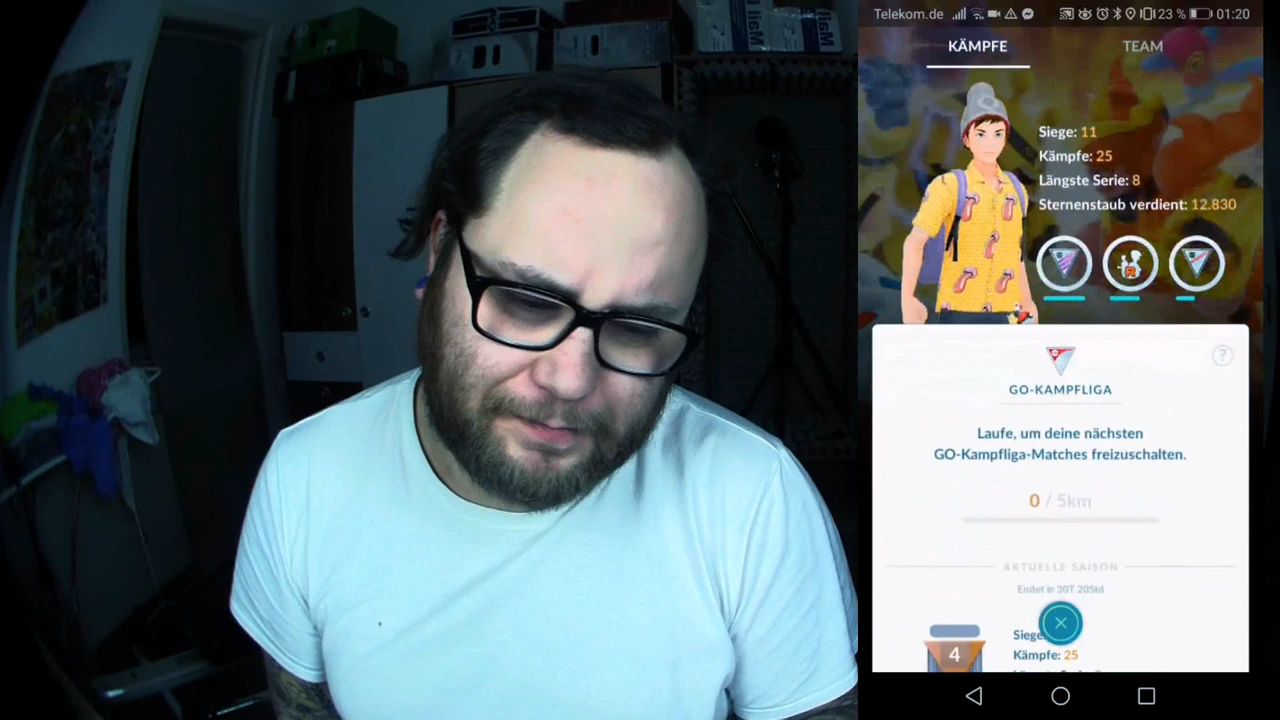 Telekom.de 23 % 01:20
KÄMPFE TEAM
Siege: 11
Kämpfe: 25
Längste Serie: 8
Sternenstaub verdient: 12.830
?
GO-KAMPFLIGA
Laufe, um deine nächsten
GO-Kampfliga-Matches freizuschalten.
0 / 5km
AKTUELLE SAISON
Endet in 30T 20Std
Siege
4
Kämpfe: 25